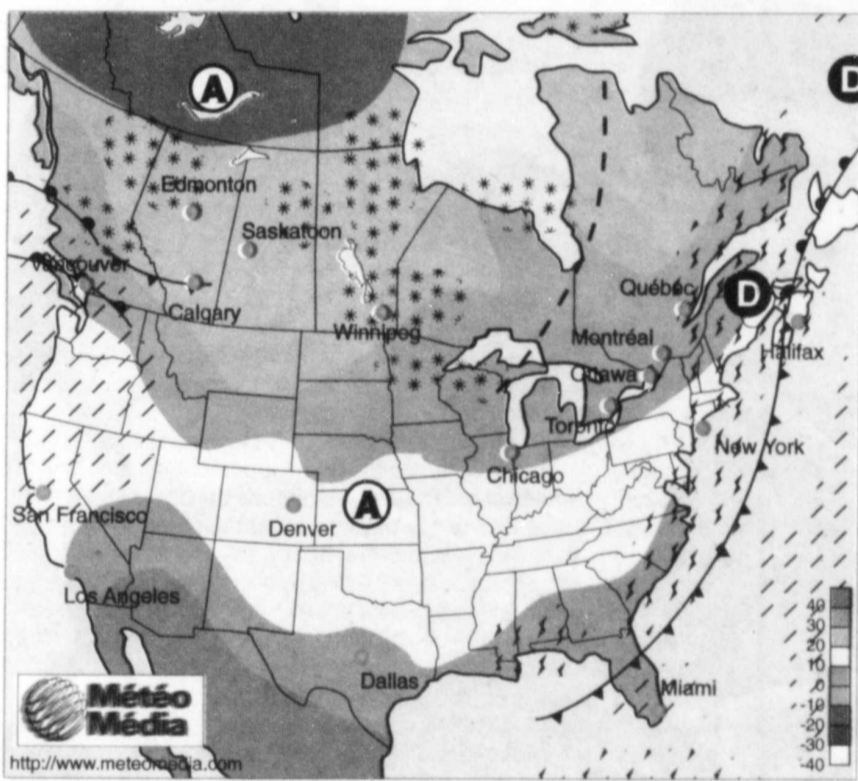 A
D
Edmonton
Saskatoon
Vancouver
Calgary
Winnipeg
Québec
D
Montréal
Halifax
Ottawa
Toronto
New York
Chicago
A
San Francisco
Denver
Los Angeles
Dallas
Miami
40
30
20
10
0
-10
-20
-30
-40
Météo
Média
http://www.meteomedia.com